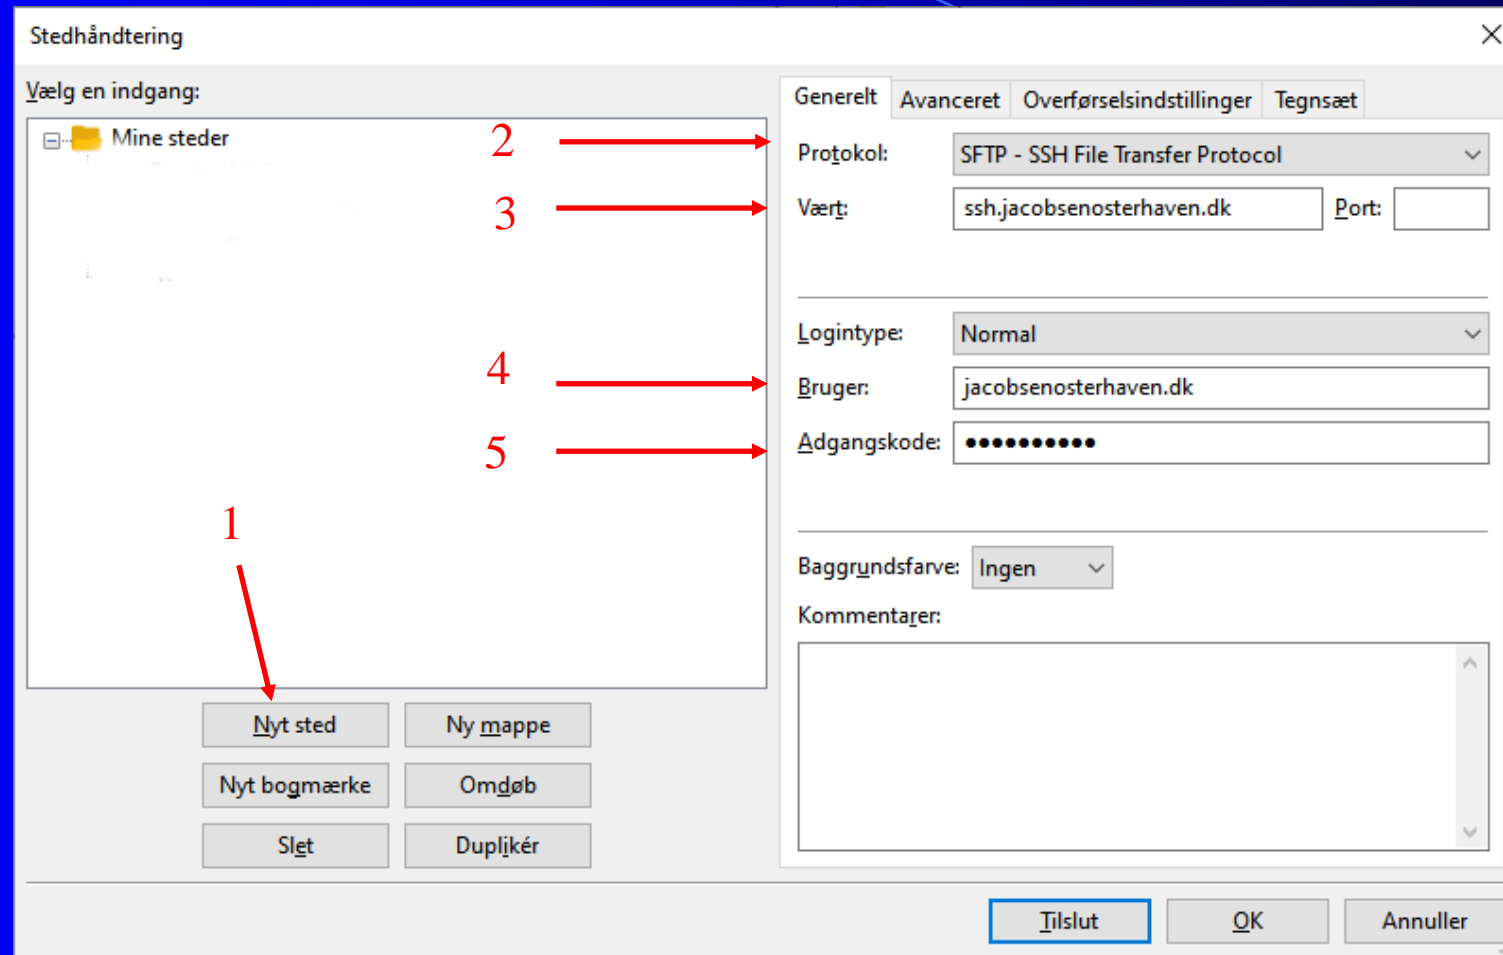 Stedhåndtering
Vælg en indgang:
Mine steder
1
2
3
4
5
Nyt sted
Ny mappe
Nyt bogmærke
Omdøb
Slet
Duplikér
Generelt Avanceret Overførselsindstillinger Tegnsæt
Protokol: SFTP - SSH File Transfer Protocol
Vært: ssh.jacobsenosterhaven.dk Port:
Logintype: Normal
Bruger: jacobsenosterhaven.dk
Adgangskode: ●●●●●●●●●●
Baggrundsfarve: Ingen
Kommentarer:
Tilslut OK Annuller